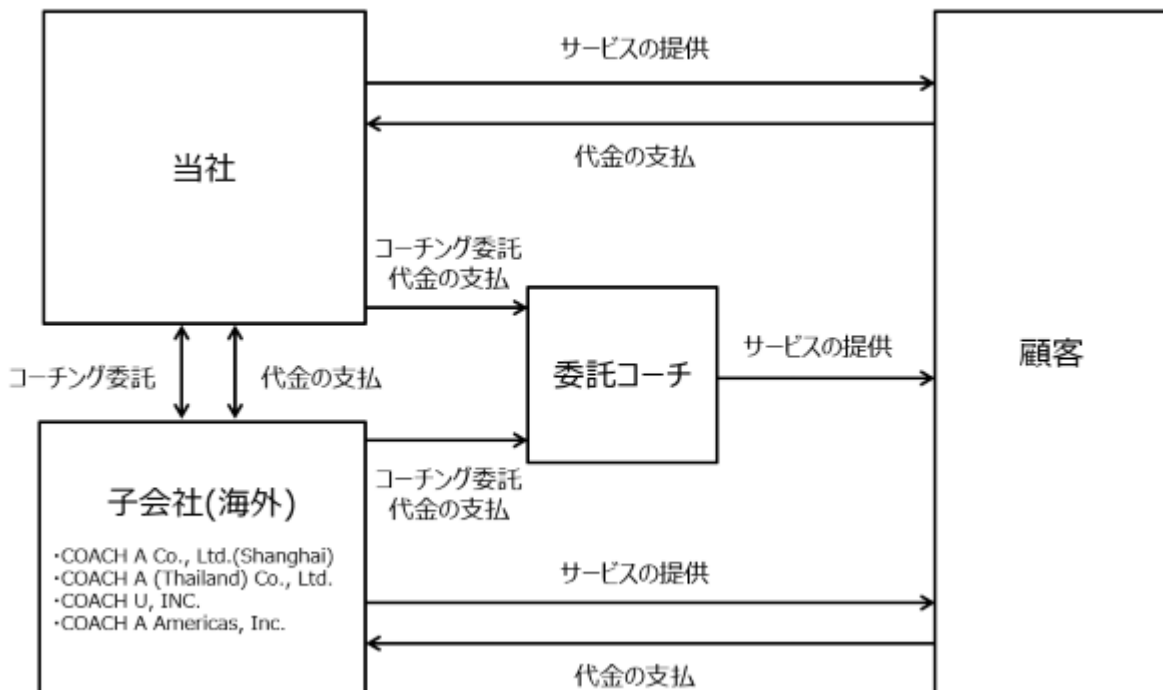 サービスの提供
代金の支払
当社
コーチング委託
代金の支払
委託コーチ
サービスの提供
顧客
コーチング委託
代金の支払
コーチング委託
代金の支払
子会社(海外)
・COACH A Co., Ltd.(Shanghai)
・COACH A (Thailand) Co., Ltd.
・COACH U, INC.
・COACH A Americas, Inc.
サービスの提供
代金の支払